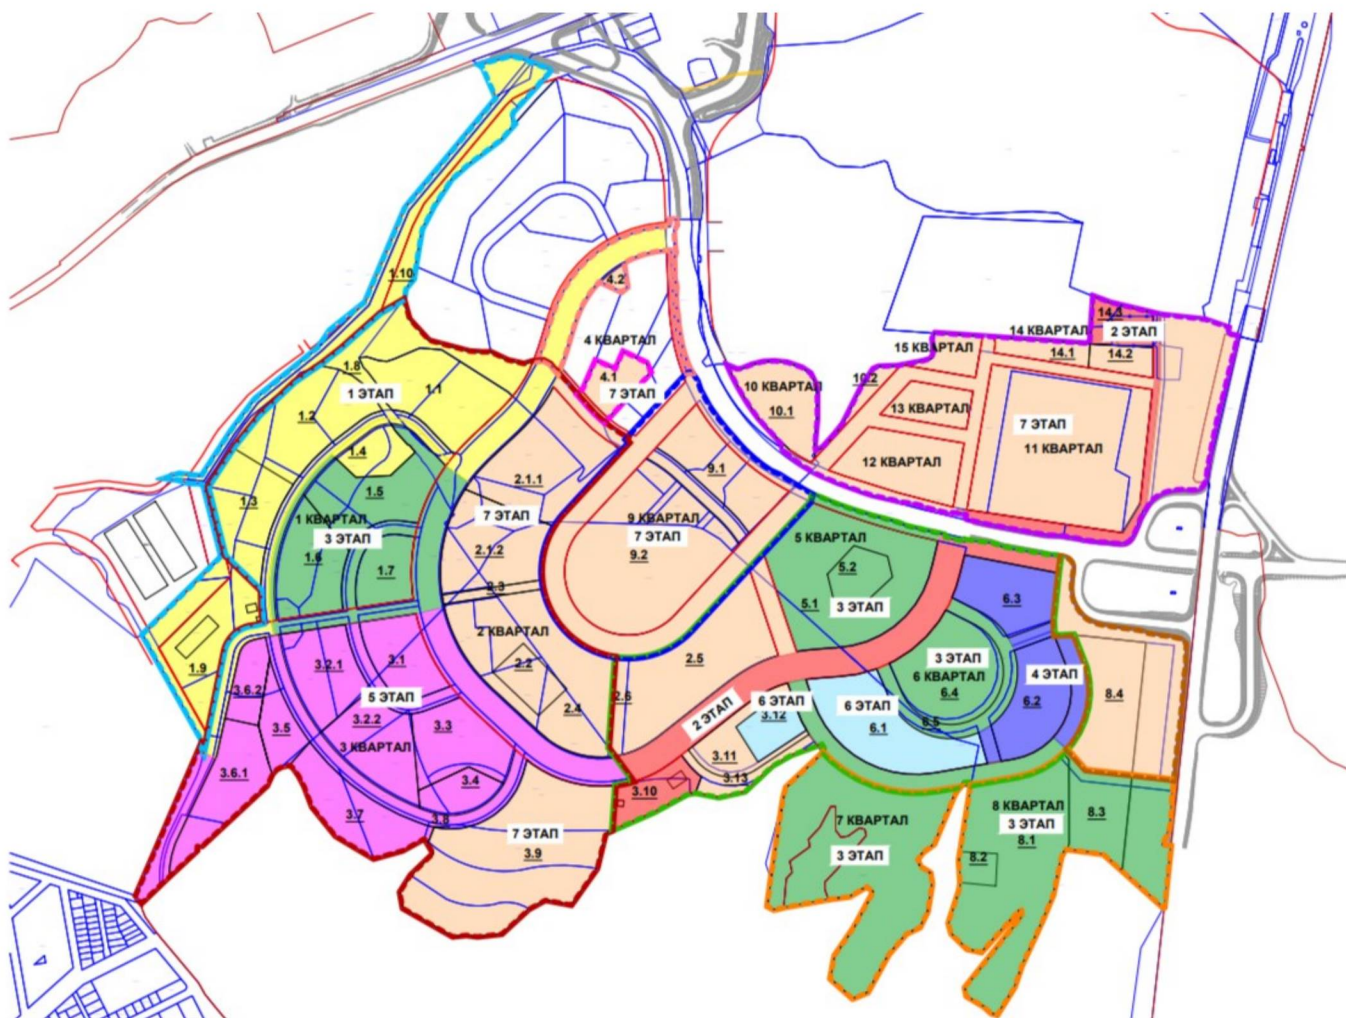 1.10
4.2
4 КВАРТАЛ
4.1
7 ЭТАП
1.8
1 ЭТАП
1.1
1.2
1.4
1.3
1.5
1 КВАРТАЛ
3 ЭТАП
1.6
1.7
1.9
10 КВАРТАЛ
10.1
10.2
15 КВАРТАЛ
14 КВАРТАЛ
14.3
2 ЭТАП
14.1
14.2
13 КВАРТАЛ
12 КВАРТАЛ
7 ЭТАП
11 КВАРТАЛ
2.1.1
7 ЭТАП
2.1.2
2.3
2 КВАРТАЛ
2.2
2.4
9.1
9 КВАРТАЛ
7 ЭТАП
9.2
2.5
2.6
5 КВАРТАЛ
5.2
5.1
3 ЭТАП
6.3
3 ЭТАП
6 КВАРТАЛ
6.4
6.5
4 ЭТАП
6.2
6 ЭТАП
6.1
6 ЭТАП
3.12
2 ЭТАП
3.11
3.13
3.10
8.4
3.6.2
3.2.1
3.1
5 ЭТАП
3.5
3.2.2
3 КВАРТАЛ
3.3
3.6.1
3.4
3.7
3.8
7 ЭТАП
3.9
7 КВАРТАЛ
3 ЭТАП
8 КВАРТАЛ
3 ЭТАП
8.1
8.2
8.3